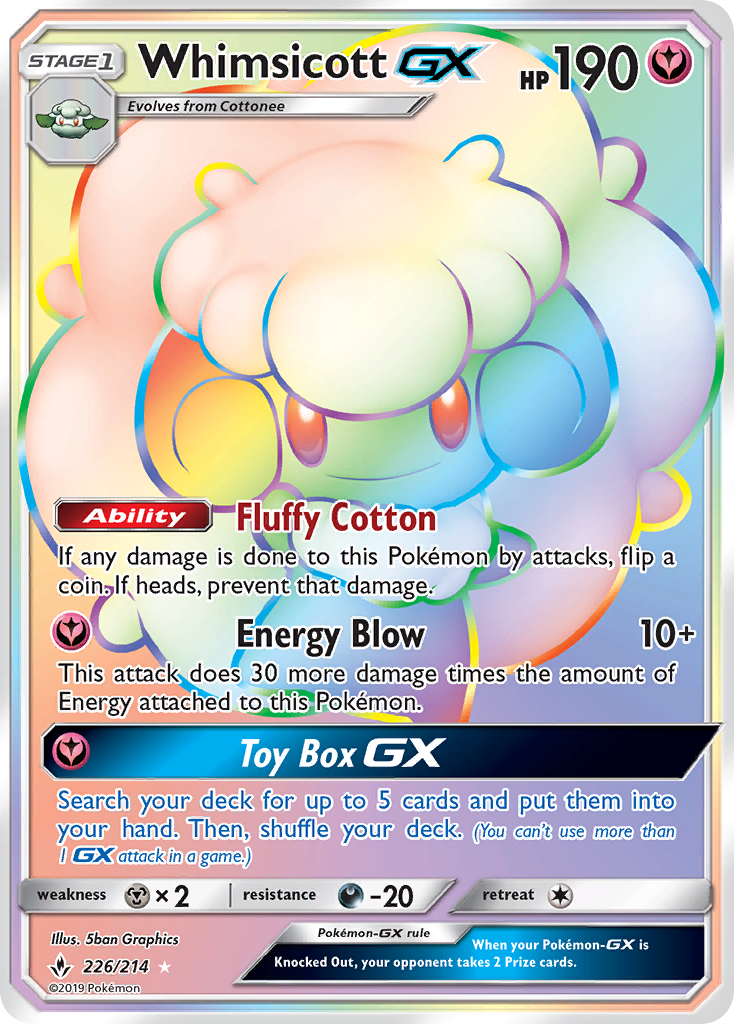 STAGE1
Whimsicott GX
HP190
Evolves from Cottonee
Ability Fluffy Cotton
If any damage is done to this Pokémon by attacks, flip a
coin. If heads, prevent that damage.
Energy Blow 10+
This attack does 30 more damage times the amount of
Energy attached to this Pokémon.
Toy Box GX
Search your deck for up to 5 cards and put them into
your hand. Then, shuffle your deck. (You can't use more than
1 GX attack in a game.)
weakness ×2 resistance -20 retreat
Illus. 5ban Graphics
Pokémon-GX rule
When your Pokémon-GX is
Knocked Out, your opponent takes 2 Prize cards.
226/214
©2019 Pokémon